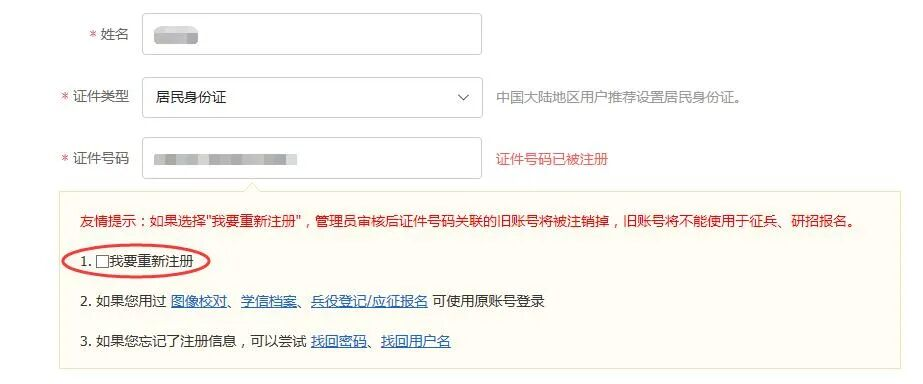 * 姓名
* 证件类型 居民身份证 中国大陆地区用户推荐设置居民身份证。
* 证件号码 证件号码已被注册
友情提示：如果选择"我要重新注册"，管理员审核后证件号码关联的旧账号将被注销掉，旧账号将不能使用于征兵、研招报名。
1. 我要重新注册
2. 如果您用过 图像校对、学信档案、兵役登记/应征报名 可使用原账号登录
3. 如果您忘记了注册信息，可以尝试 找回密码、找回用户名